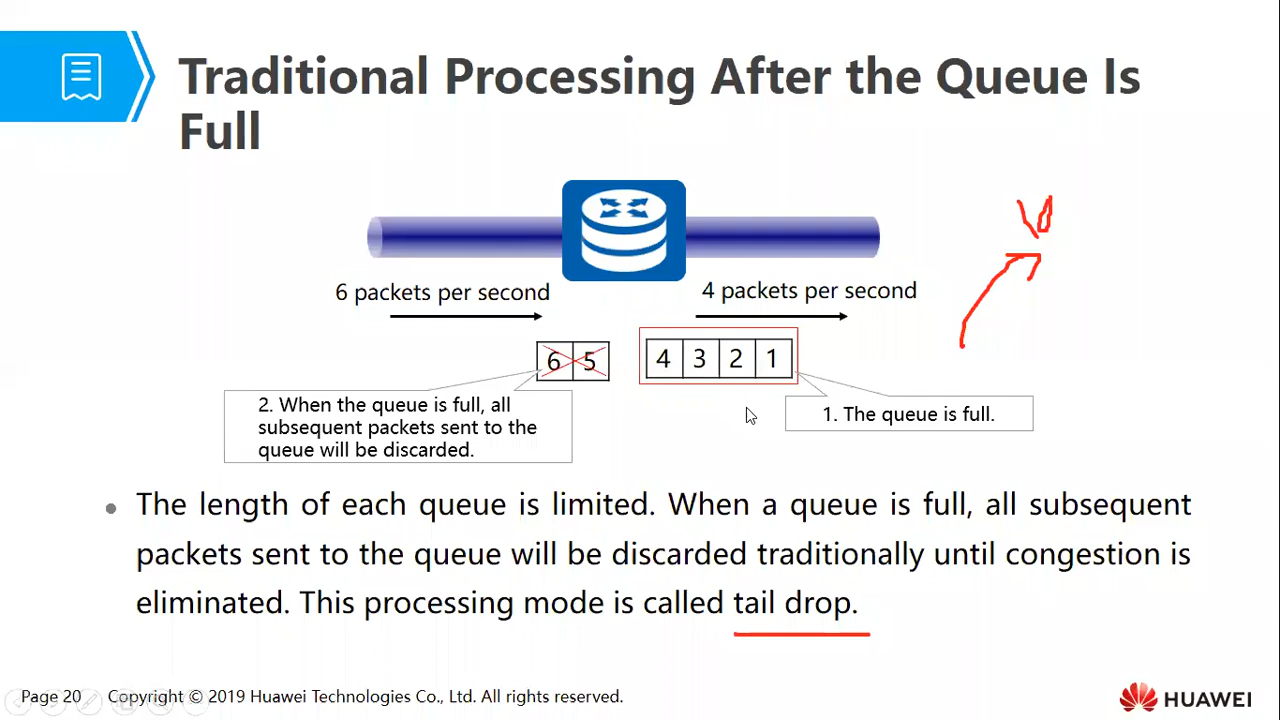 Traditional Processing After the Queue Is
Full
6 packets per second
4 packets per second
6 5
4 3 2 1
2. When the queue is full, all
subsequent packets sent to the
queue will be discarded.
1. The queue is full.
• The length of each queue is limited. When a queue is full, all subsequent
packets sent to the queue will be discarded traditionally until congestion is
eliminated. This processing mode is called tail drop.
Page 20
Copyright © 2019 Huawei Technologies Co., Ltd. All rights reserved.
HUAWEI